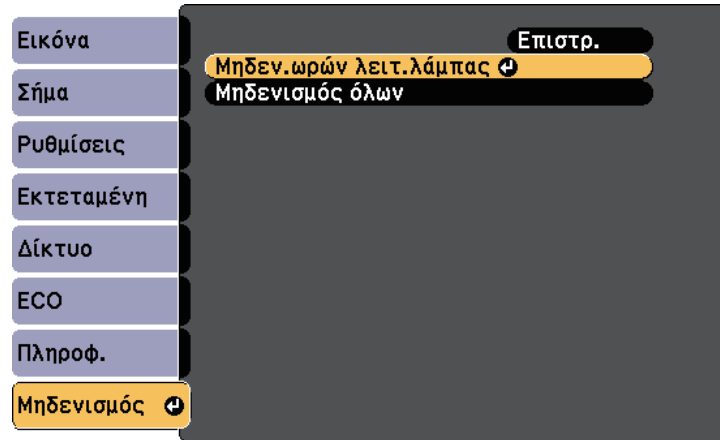 Εικόνα
Σήμα
Ρυθμίσεις
Εκτεταμένη
Δίκτυο
ECO
Πληροφ.
Μηδενισμός
Επιστρ.
Μηδεν.ωρών λειτ.λάμπας
Μηδενισμός όλων